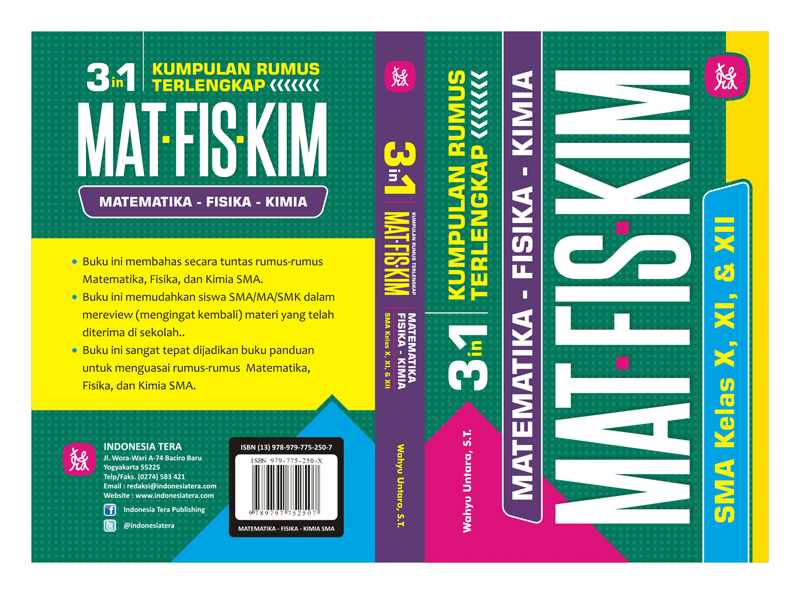 3in1
KUMPULAN RUMUS
TERLENGKAP
MAT·FIS·KIM
MATEMATIKA - FISIKA - KIMIA
• Buku ini membahas secara tuntas rumus-rumus
Matematika, Fisika, dan Kimia SMA.
• Buku ini memudahkan siswa SMA/MA/SMK dalam
mereview (mengingat kembali) materi yang telah
diterima di sekolah..
• Buku ini sangat tepat dijadikan buku panduan
untuk menguasai rumus-rumus Matematika,
Fisika, dan Kimia SMA.
tera
INDONESIA TERA
Jl. Wora-Wari A-74 Baciro Baru
Yogyakarta 55225
Telp/Faks. (0274) 583 421
Email : redaksi@indonesiatera.com
Website : www.indonesiatera.com
Indonesia Tera Publishing
@indonesiatera
ISBN (13) 978-979-775-250-7
ISBN 979-775-250-X
9789797752507
MATEMATIKA - FISIKA - KIMIA SMA
tera
3in1
KUMPULAN RUMUS TERLENGKAP
MAT·FIS·KIM
MATEMATIKA
FISIKA - KIMIA
SMA Kelas X, XI, & XII
Wahyu Untara, S.T.
3in1
KUMPULAN RUMUS
TERLENGKAP
MATEMATIKA - FISIKA - KIMIA
MAT·FIS·KIM
SMA Kelas X, XI, & XII
Wahyu Untara, S.T.
tera